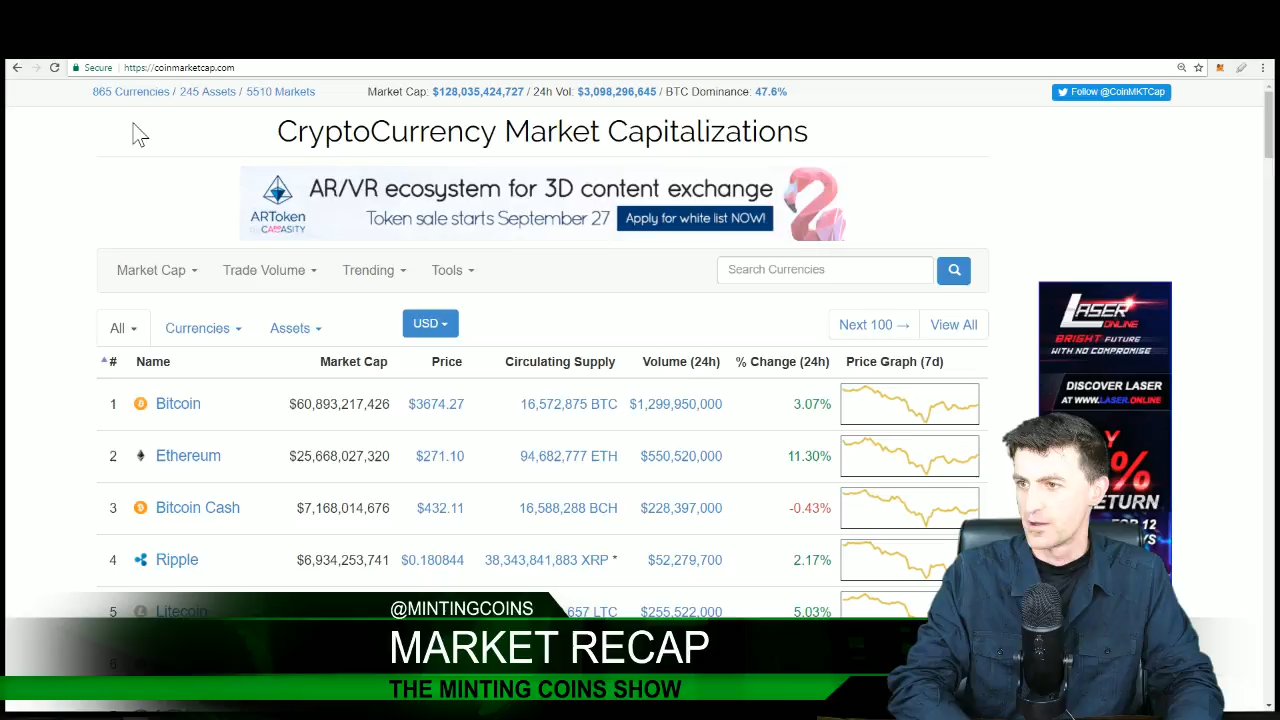 Secure https://coinmarketcap.com
865 Currencies / 245 Assets / 5510 Markets Market Cap: $128,035,424,727 / 24h Vol: $3,098,296,645 / BTC Dominance: 47.6% Follow @CoinMKTCap
CryptoCurrency Market Capitalizations
AR/VR ecosystem for 3D content exchange
Token sale starts September 27 Apply for white list NOW!
ARToken
Market Cap Trade Volume Trending Tools Search Currencies
All Currencies Assets USD Next 100 → View All
# Name Market Cap Price Circulating Supply Volume (24h) % Change (24h) Price Graph (7d)
1 Bitcoin $60,893,217,426 $3674.27 16,572,875 BTC $1,299,950,000 3.07%
2 Ethereum $25,668,027,320 $271.10 94,682,777 ETH $550,520,000 11.30%
3 Bitcoin Cash $7,168,014,676 $432.11 16,588,288 BCH $228,397,000 -0.43%
4 Ripple $6,934,253,741 $0.180844 38,343,841,883 XRP * $52,279,700 2.17%
5 Litecoin 657 LTC $255,522,000 5.03%
6
LASER
ONLINE
BRIGHT FUTURE
WITH NO COMPROMISE
DISCOVER LASER
AT WWW.LASER.ONLINE
@MINTINGCOINS
MARKET RECAP
THE MINTING COINS SHOW